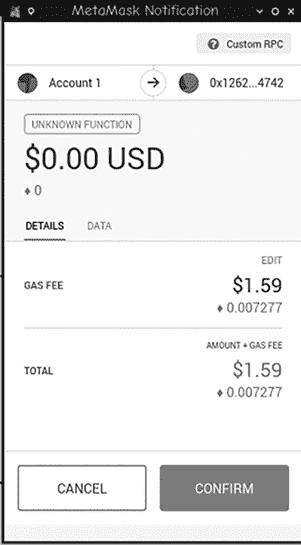 MetaMask Notification
? Custom RPC
Account 1
0x1262...4742
UNKNOWN FUNCTION
$0.00 USD
♦ 0
DETAILS DATA
EDIT
GAS FEE $1.59
♦ 0.007277
AMOUNT + GAS FEE
TOTAL $1.59
♦ 0.007277
CANCEL CONFIRM